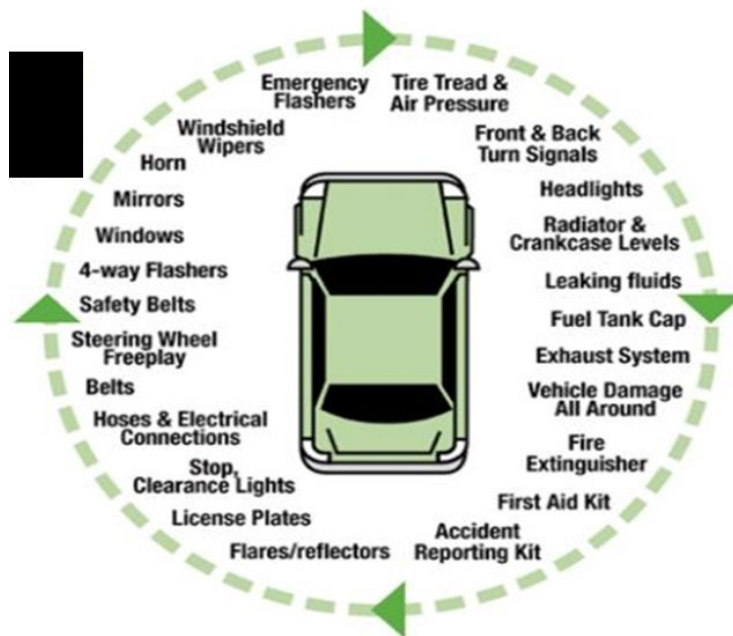 Emergency
Flashers
Tire Tread &
Air Pressure
Front & Back
Turn Signals
Headlights
Radiator &
Crankcase Levels
Leaking fluids
Fuel Tank Cap
Exhaust System
Vehicle Damage
All Around
Fire
Extinguisher
First Aid Kit
Accident
Reporting Kit
Flares/reflectors
License Plates
Stop,
Clearance Lights
Hoses & Electrical
Connections
Belts
Steering Wheel
Freeplay
Safety Belts
4-way Flashers
Windows
Mirrors
Horn
Windshield
Wipers